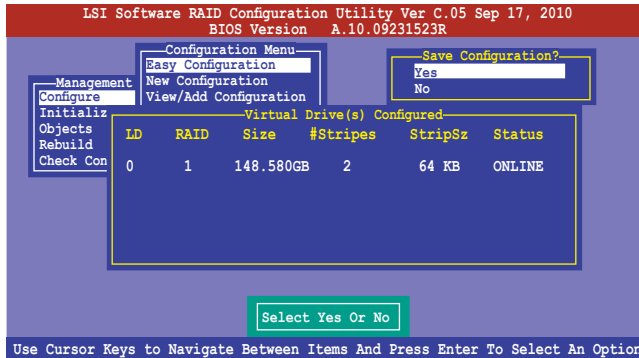 LSI Software RAID Configuration Utility Ver C.05 Sep 17, 2010
BIOS Version A.10.09231523R
Configuration Menu
Easy Configuration
New Configuration
View/Add Configuration
Save Configuration?
Yes
No
Management
Configure
Initializ
Objects
Rebuild
Check Con
Virtual Drive(s) Configured
LD RAID Size #Stripes StripSz Status
0 1 148.580GB 2 64 KB ONLINE
Select Yes Or No
Use Cursor Keys to Navigate Between Items And Press Enter To Select An Option